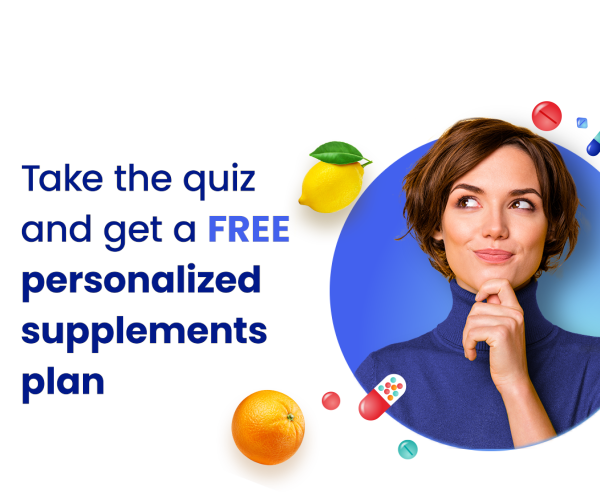 Take the quiz
and get a FREE
personalized
supplements
plan